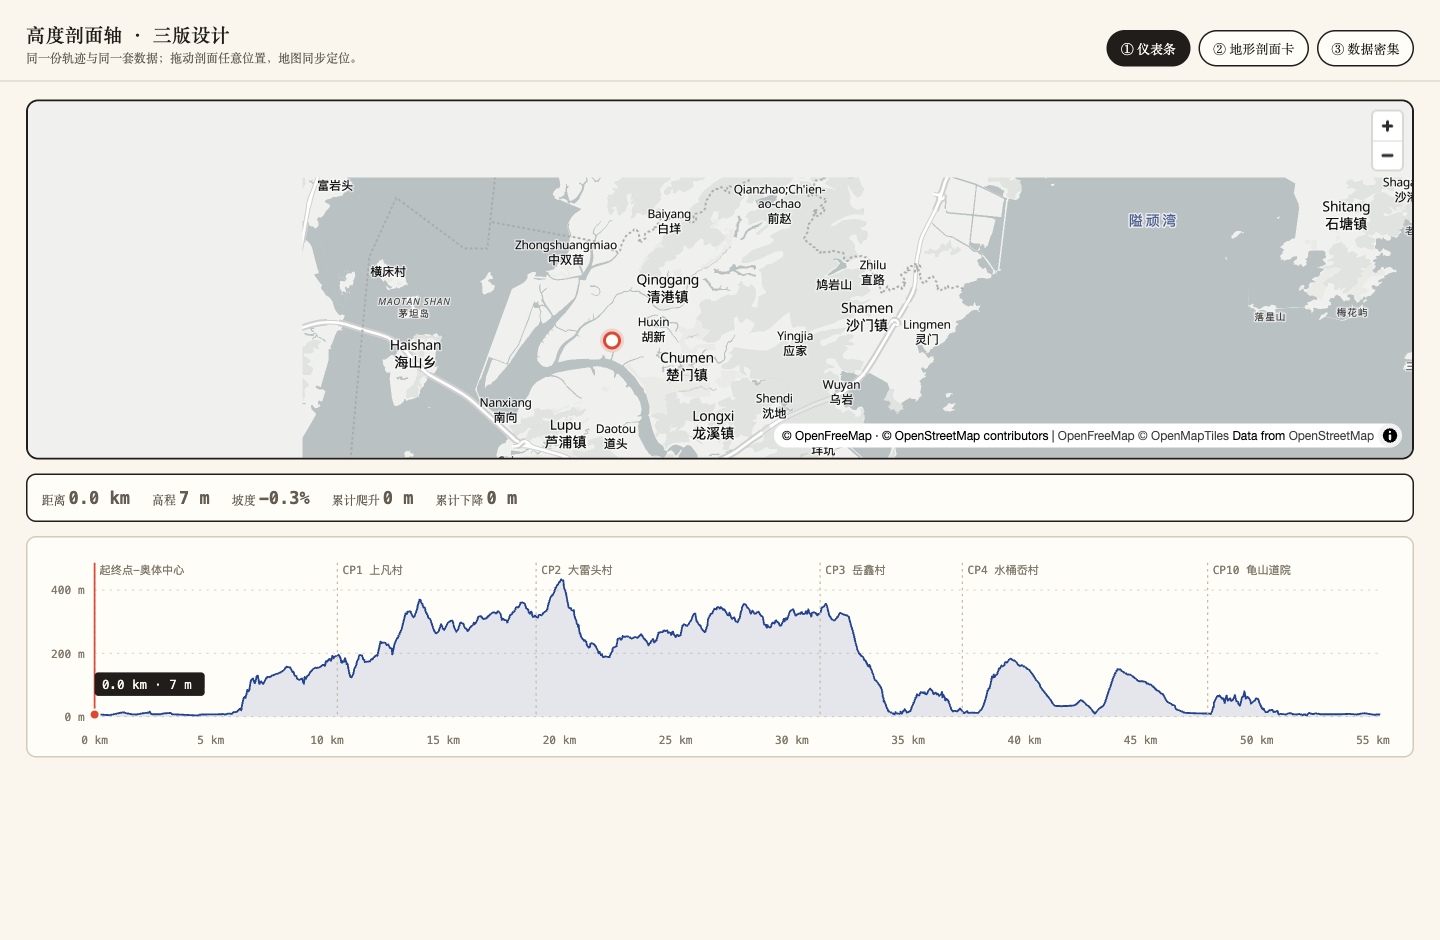 高度剖面轴 · 三版设计
同一份轨迹与同一套数据；拖动剖面任意位置，地图同步定位。
① 仪表条
② 地形剖面卡
③ 数据密集
富岩头
Qianzhao;Ch'ien-
ao-chao
前赵
Shitang
石塘镇
Baiyang
白垟
隘顽湾
Zhongshuangmiao
中双苗
横床村
Qinggang
清港镇
Zhilu
直路
鸠岩山
MAOTAN SHAN
茅坦岛
Shamen
沙门镇
Lingmen
灵门
落星山
梅花屿
Huxin
胡新
Yingjia
应家
Haishan
海山乡
Chumen
楚门镇
Wuyan
乌岩
Nanxiang
南向
Shendi
沈地
Lupu
芦浦镇
Daotou
道头
Longxi
龙溪镇
© OpenFreeMap · © OpenStreetMap contributors | OpenFreeMap © OpenMapTiles Data from OpenStreetMap
距离 0.0 km 高程 7 m 坡度 −0.3% 累计爬升 0 m 累计下降 0 m
起终点—奥体中心 CP1 上凡村 CP2 大雷头村 CP3 岳鑫村 CP4 水桶岙村 CP10 龟山道院
400 m
200 m
0.0 km · 7 m
0 m
0 km 5 km 10 km 15 km 20 km 25 km 30 km 35 km 40 km 45 km 50 km 55 km